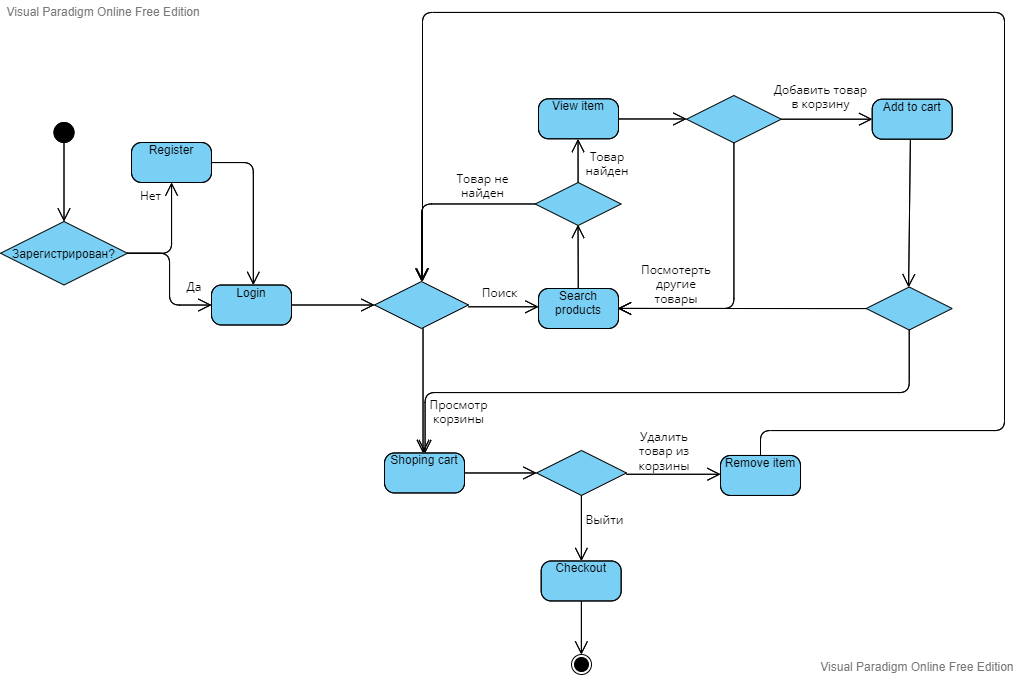 Visual Paradigm Online Free Edition
Добавить товар
в корзину
View item
Add to cart
Register
Товар
найден
Товар не
найден
Нет
Зарегистрирован?
Посмотерть
другие
товары
Да
Login
Поиск
Search
products
Просмотр
корзины
Удалить
товар из
корзины
Shoping cart
Remove item
Выйти
Checkout
Visual Paradigm Online Free Edition